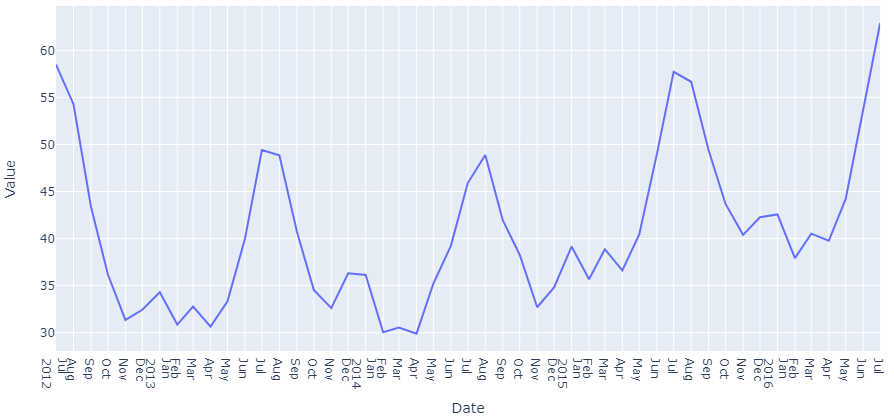 Value
60
55
50
45
40
35
30
Jul
2012
Aug
Sep
Oct
Nov
Dec
Jan
2013
Feb
Mar
Apr
May
Jun
Jul
Aug
Sep
Oct
Nov
Dec
Jan
2014
Feb
Mar
Apr
May
Jun
Jul
Aug
Sep
Oct
Nov
Dec
Jan
2015
Feb
Mar
Apr
May
Jun
Jul
Aug
Sep
Oct
Nov
Dec
Jan
2016
Feb
Mar
Apr
May
Jun
Jul
Date